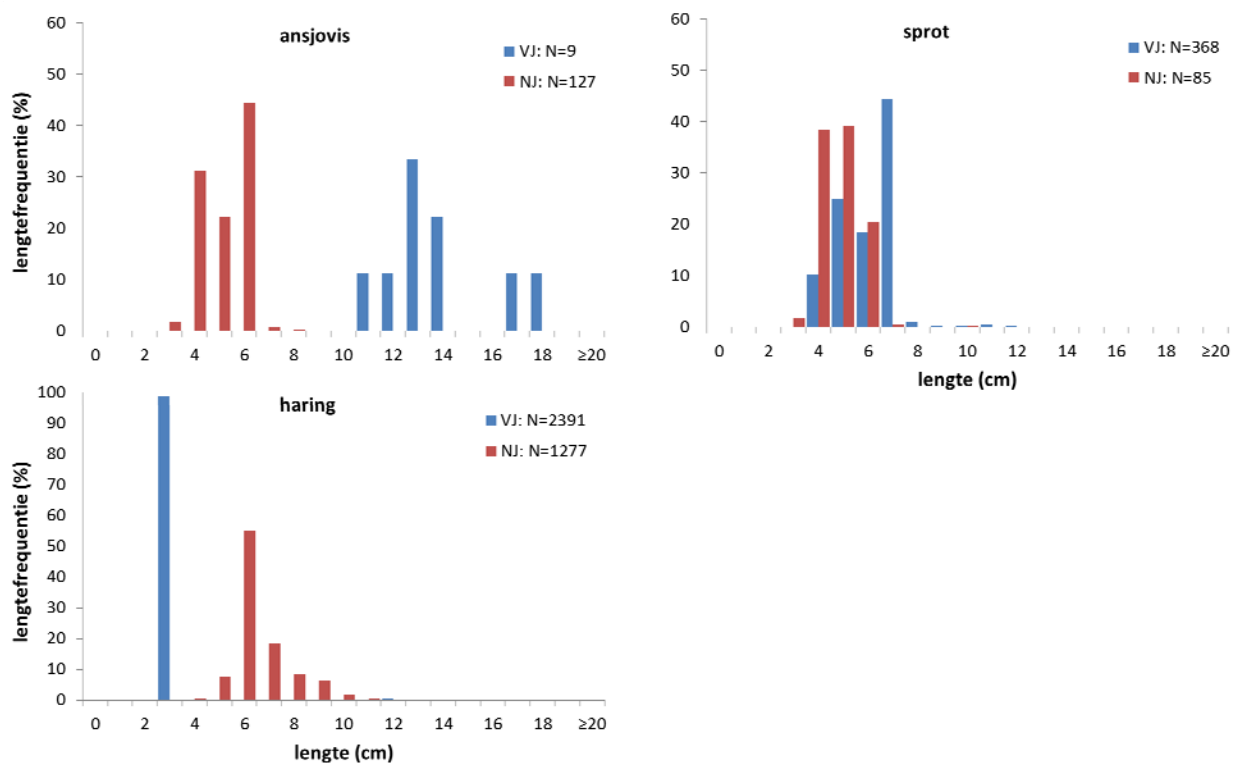 ansjovis
VJ: N=9
NJ: N=127
lengtefrequentie (%)
60
50
40
30
20
10
0
0 2 4 6 8 10 12 14 16 18 ≥20
sprot
VJ: N=368
NJ: N=85
60
50
40
30
20
10
0
0 2 4 6 8 10 12 14 16 18 ≥20
lengte (cm)
haring
VJ: N=2391
NJ: N=1277
lengtefrequentie (%)
100
90
80
70
60
50
40
30
20
10
0
0 2 4 6 8 10 12 14 16 18 ≥20
lengte (cm)